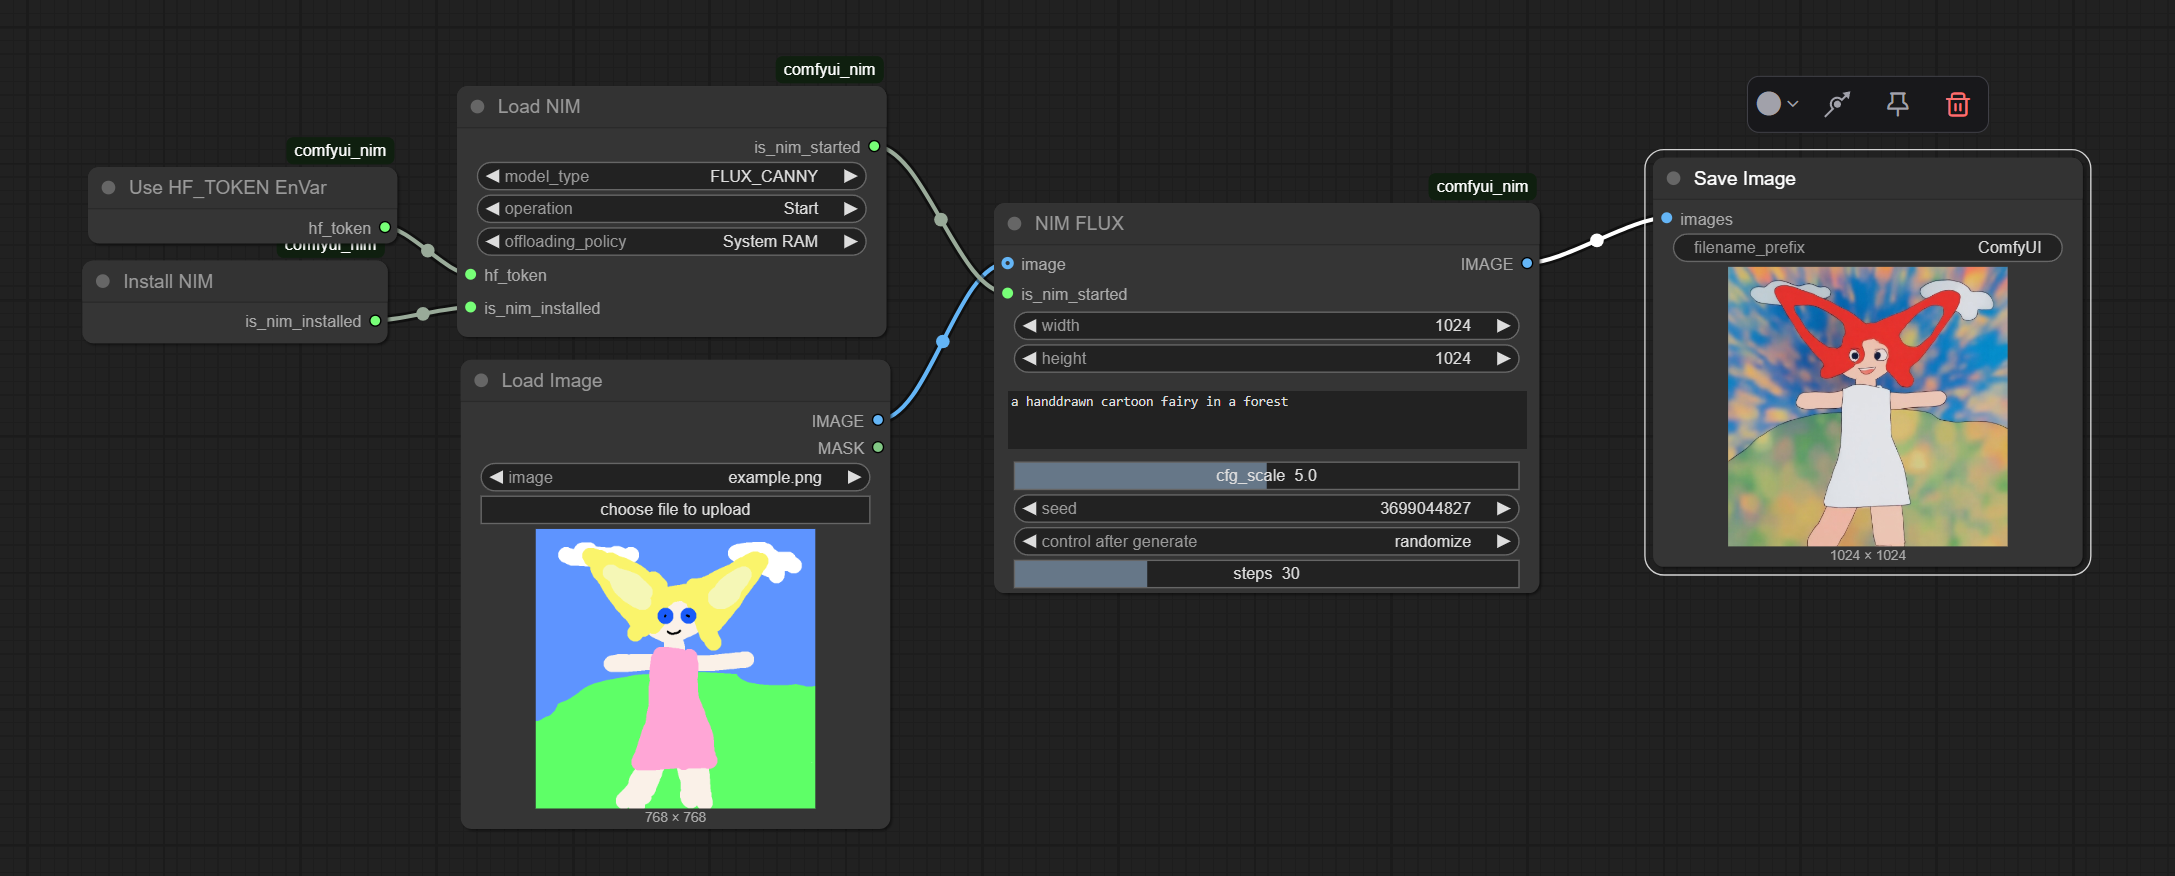 comfyui_nim
Use HF_TOKEN EnVar
hf_token
comfyui_nim
Install NIM
is_nim_installed
comfyui_nim
Load NIM
is_nim_started
model_type FLUX_CANNY
operation Start
offloading_policy System RAM
hf_token
is_nim_installed
Load Image
IMAGE
MASK
image example.png
choose file to upload
768 × 768
comfyui_nim
NIM FLUX
image IMAGE
is_nim_started
width 1024
height 1024
a handdrawn cartoon fairy in a forest
cfg_scale 5.0
seed 3699044827
control after generate randomize
steps 30
Save Image
images
filename_prefix ComfyUI
1024 × 1024